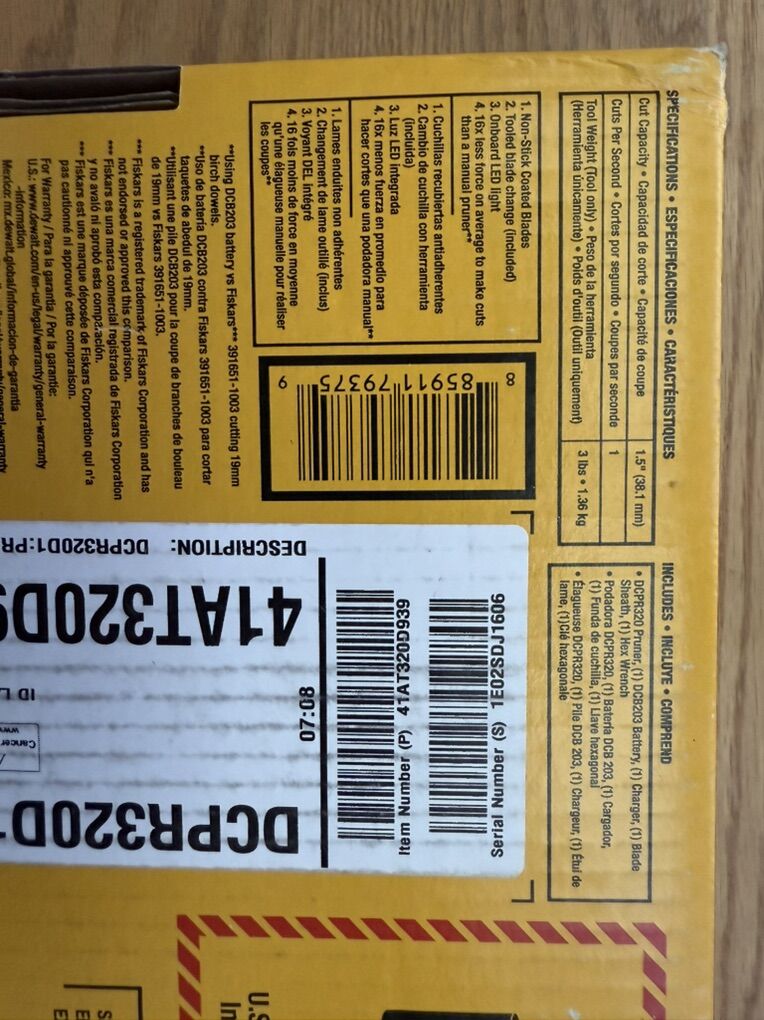 SPECIFICATIONS • ESPECIFICACIONES • CARACTÉRISTIQUES
Cut Capacity • Capacidad de corte • Capacité de coupe 1.5" (38.1 mm)
Cuts Per Second • Cortes por segundo • Coupes par seconde 1
Tool Weight (Tool only) • Peso de la herramienta
(Herramienta únicamente) • Poids d'outil (Outil uniquement) 3 lbs • 1.36 kg
INCLUDES • INCLUYE • COMPREND
• DCPR320 Pruner, (1) DCB203 Battery, (1) Charger, (1) Blade
Sheath, (1) Hex Wrench
• Podadora DCPR320, (1) Batería DCB 203, (1) Cargador,
(1) Funda de cuchilla, (1) Llave hexagonal
• Élagueuse DCPR320, (1) Pile DCB 203, (1) Chargeur, (1) Étui de
lame, (1)Clé hexagonale
1. Non-Stick Coated Blades
2. Tooled blade change (included)
3. Onboard LED light
4. 16x less force on average to make cuts
than a manual pruner**
1. Cuchillas recubiertas antiadherentes
2. Cambio de cuchilla con herramienta
(incluida)
3. Luz LED integrada
4. 16x menos fuerza en promedio para
hacer cortes que una podadora manual**
1. Lames enduites non adhérentes
2. Changement de lame outillé (inclus)
3. Voyant DEL intégré
4. 16 fois moins de force en moyenne
qu'une élagueuse manuelle pour réaliser
les coupes**
8 85911 79375 9
**Using DCB203 battery vs Fiskars*** 391651-1003 cutting 19mm
birch dowels.
**Uso de batería DCB203 contra Fiskars 391651-1003 para cortar
taquetes de abedul de 19mm.
**Utilisant une pile DCB203 pour la coupe de branches de bouleau
de 19mm vs Fiskars 391651-1003.
*** Fiskars is a registered trademark of Fiskars Corporation and has
not endorsed or approved this comparison.
*** Fiskars es una marca comercial registrada de Fiskars Corporation
y no avaló ni aprobó esta comparación.
*** Fiskars est une marque déposée de Fiskars Corporation qui n'a
pas cautionné ni approuvé cette comparaison.
For Warranty / Para la garantía / Pour la garantie:
U.S.: www.dewalt.com/en-us/legal/warranty/general-warranty
-information
Mexico: mx.dewalt.global/informacion-de-garantia
Serial Number (S) 1E02SDJ1606
Item Number (P) 41AT320D939
DESCRIPTION: DCPR320D1:PR
41AT320D9
07:08
ID
Cancer
www
DCPR320D1
U.S
In
S
E
E